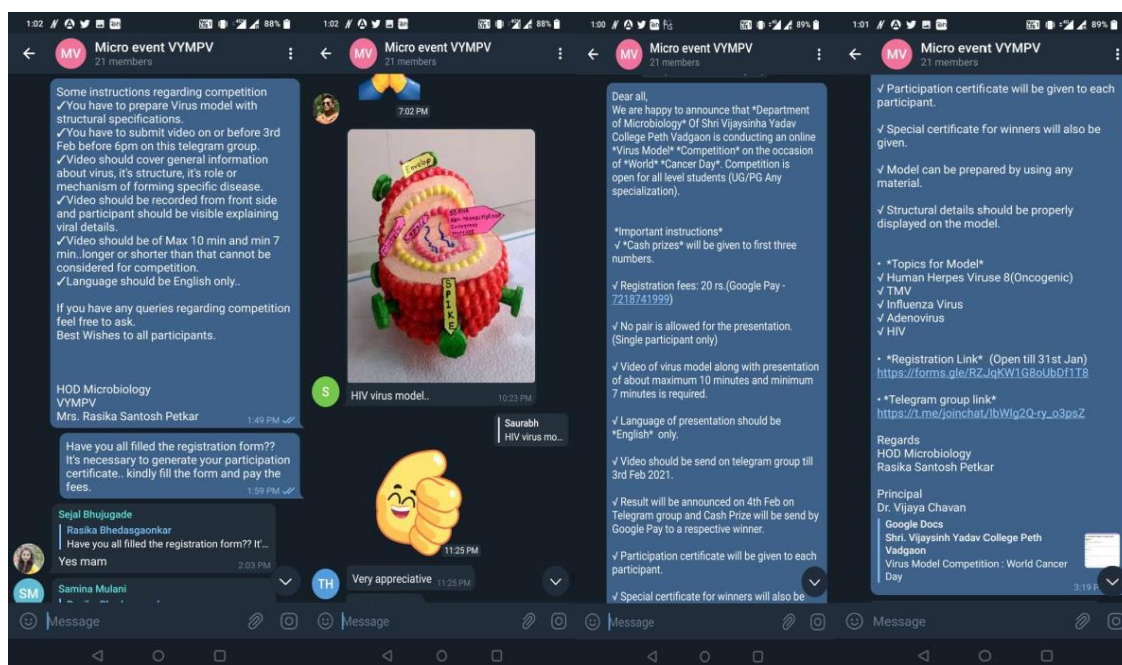 1:02
88%
Micro event VYMPV
21 members
Some instructions regarding competition
✓You have to prepare Virus model with
structural specifications.
✓You have to submit video on or before 3rd
Feb before 6pm on this telegram group.
✓Video should cover general information
about virus, it's structure, it's role or
mechanism of forming specific disease.
✓Video should be recorded from front side
and participant should be visible explaining
viral details.
✓Video should be of Max 10 min and min 7
min..longer or shorter than that cannot be
considered for competition.
✓Language should be English only..
If you have any queries regarding competition
feel free to ask.
Best Wishes to all participants.
HOD Microbiology
VYMPV
Mrs. Rasika Santosh Petkar
1:49 PM
Have you all filled the registration form??
It's necessary to generate your participation
certificate.. kindly fill the form and pay the
fees.
1:59 PM
Sejal Bhujugade
Rasika Bhedasgaonkar
Have you all filled the registration form?? It'...
Yes mam
2:03 PM
SM
Samina Mulani
Message
1:02
88%
MV
Micro event VYMPV
21 members
7:02 PM
Envelop
Capsid
SSRNA
SPIKE
S
HIV virus model..
10:23 PM
Saurabh
HIV virus mo...
11:25 PM
TH
Very appreciative
11:25 PM
Message
1:00
89%
MV
Micro event VYMPV
21 members
Dear all,
We are happy to announce that *Department
of Microbiology* Of Shri Vijaysinha Yadav
College Peth Vadgaon is conducting an online
*Virus Model* *Competition* on the occasion
of *World* *Cancer Day*. Competition is
open for all level students (UG/PG Any
specialization).
*Important instructions*
√ *Cash prizes* will be given to first three
numbers.
√ Registration fees: 20 rs.(Google Pay -
7218741999)
√ No pair is allowed for the presentation.
(Single participant only)
√ Video of virus model along with presentation
of about maximum 10 minutes and minimum
7 minutes is required.
√ Language of presentation should be
*English* only.
√ Video should be send on telegram group till
3rd Feb 2021.
√ Result will be announced on 4th Feb on
Telegram group and Cash Prize will be send by
Google Pay to a respective winner.
√ Participation certificate will be given to each
participant.
√ Special certificate for winners will also be
Message
1:01
89%
MV
Micro event VYMPV
21 members
√ Participation certificate will be given to each
participant.
√ Special certificate for winners will also be
given.
√ Model can be prepared by using any
material.
√ Structural details should be properly
displayed on the model.
• *Topics for Model*
√ Human Herpes Viruse 8(Oncogenic)
√ TMV
√ Influenza Virus
√ Adenovirus
√ HIV
• *Registration Link* (Open till 31st Jan)
https://forms.gle/RZJqKW1G8oUbDf1T8
• *Telegram group link*
https://t.me/joinchat/IbWIg2Q-ry_o3psZ
Regards
HOD Microbiology
Rasika Santosh Petkar
Principal
Dr. Vijaya Chavan
Google Docs
Shri. Vijaysinh Yadav College Peth
Vadgaon
Virus Model Competition : World Cancer
Day
3:19 P
Message